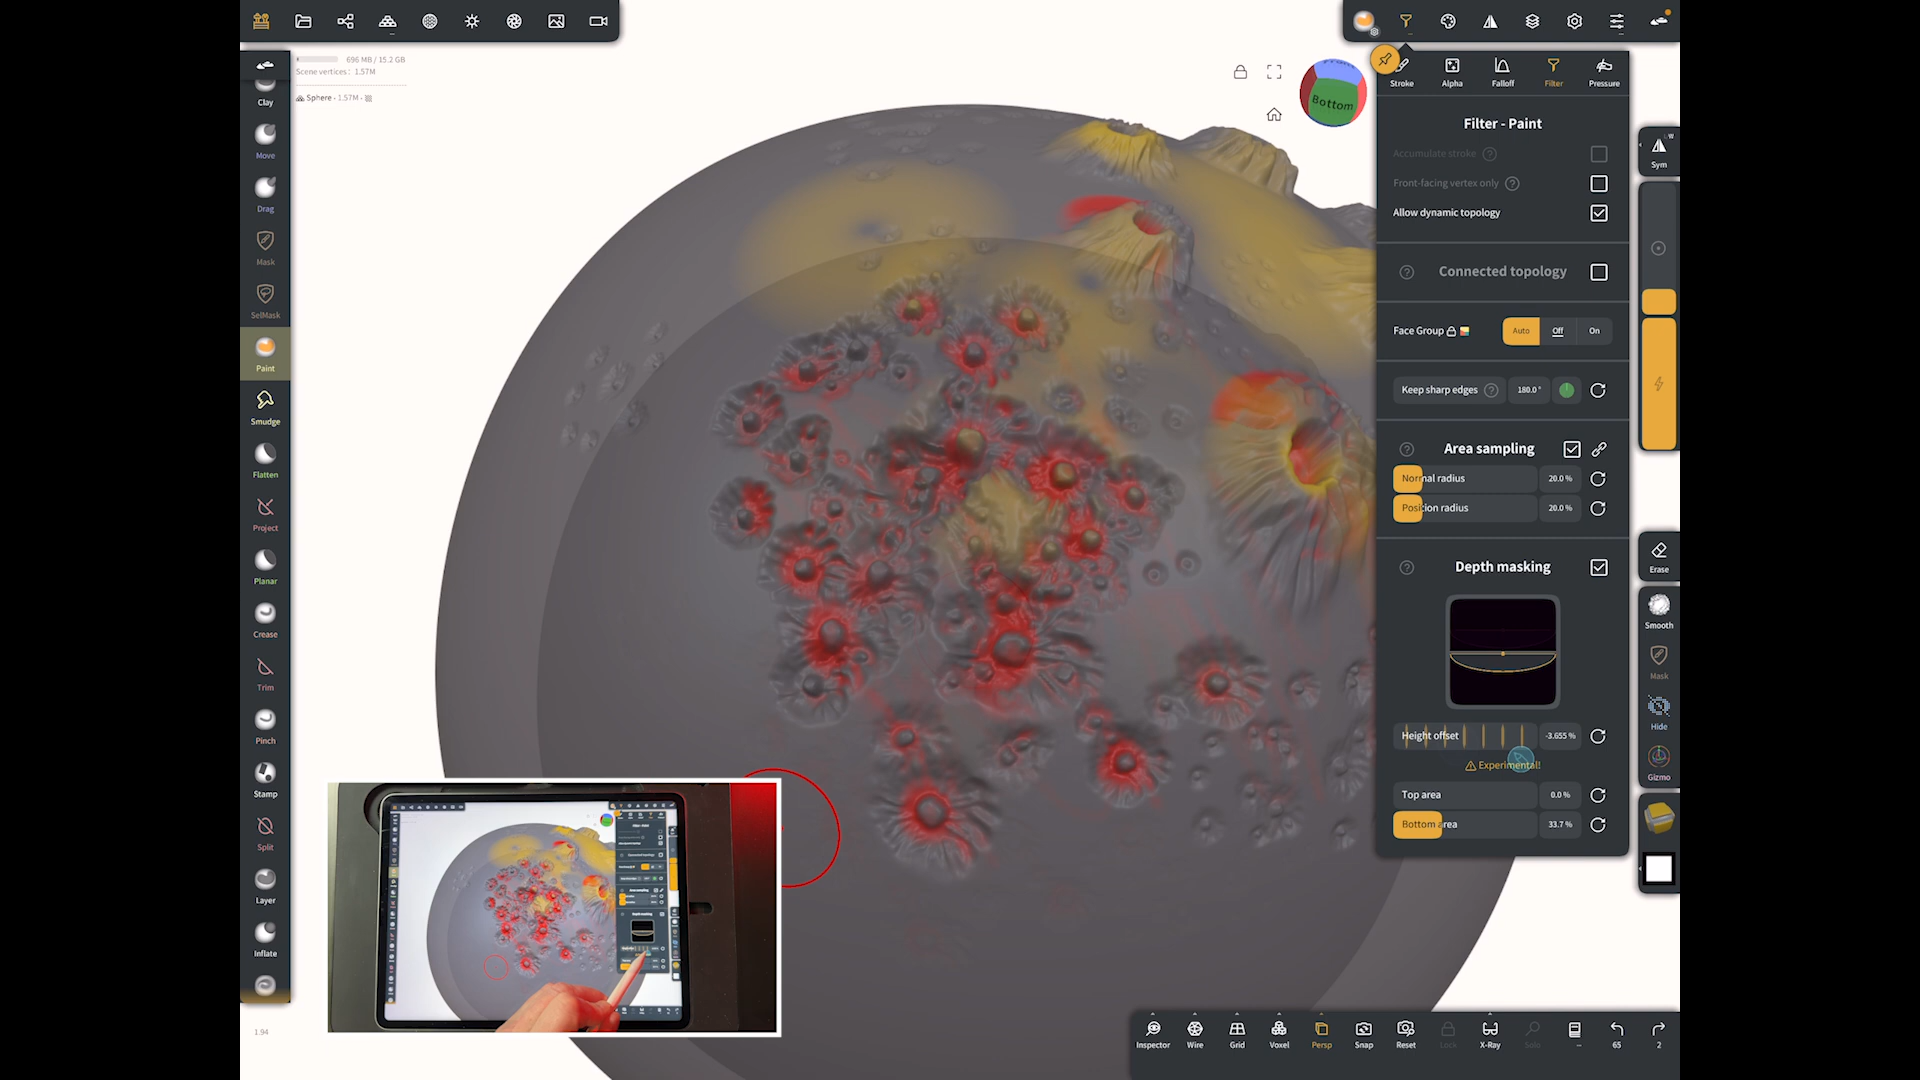 696 MB / 15.2 GB
Scene vertices : 1.57M
Sphere - 1.57M -
Clay
Move
Drag
Mask
SelMask
Paint
Smudge
Flatten
Project
Planar
Crease
Trim
Pinch
Stamp
Split
Layer
Inflate
1.94
Front
Bottom
Stroke
Alpha
Falloff
Filter
Pressure
Filter - Paint
Accumulate stroke ?
Front-facing vertex only ?
Allow dynamic topology
? Connected topology
Face Group Auto Off On
Keep sharp edges ? 180.0 °
? Area sampling
Normal radius 20.0 %
Position radius 20.0 %
? Depth masking
Height offset -3.655 %
Experimental!
Top area 0.0 %
Bottom area 33.7 %
Sym
Erase
Smooth
Mask
Hide
Gizmo
Inspector
Wire
Grid
Voxel
Persp
Snap
Reset
Lock
X-Ray
Solo
65
2